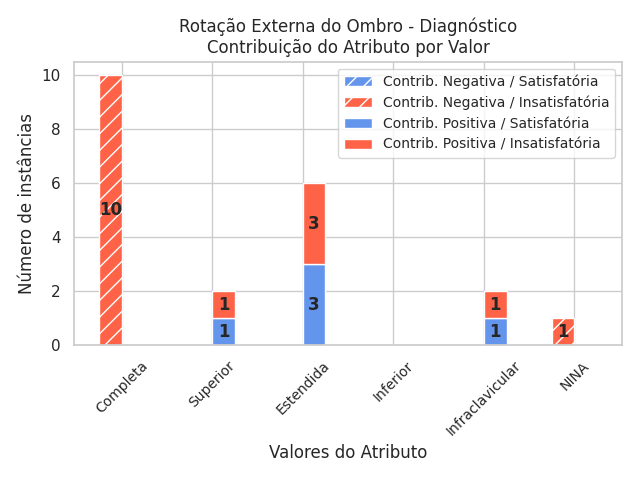 Rotação Externa do Ombro - Diagnóstico
Contribuição do Atributo por Valor
Contrib. Negativa / Satisfatória
Contrib. Negativa / Insatisfatória
Contrib. Positiva / Satisfatória
Contrib. Positiva / Insatisfatória
Número de instâncias
10
8
6
4
2
0
10
1
1
3
3
1
1
1
Completa
Superior
Estendida
Inferior
Infraclavicular
NINA
Valores do Atributo